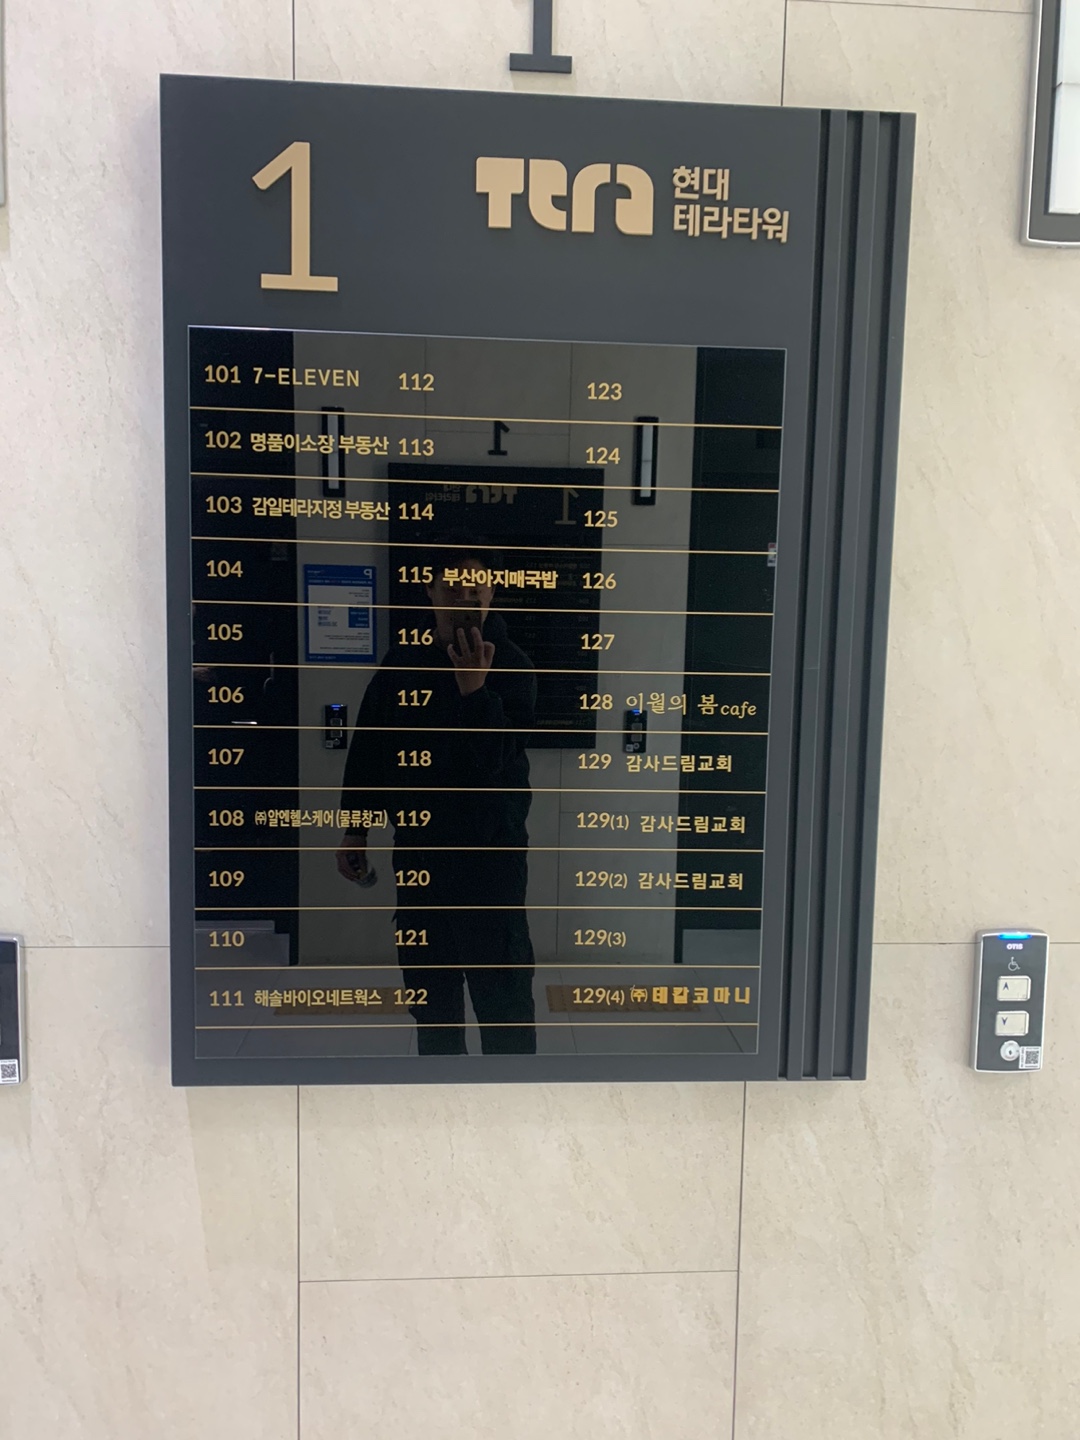 1
TERA 현대
테라타워
101 7-ELEVEN
102 명품이소장 부동산
103 감일테라지정 부동산
104
105
106
107
108 ㈜알엔헬스케어(물류창고)
109
110
111 해솔바이오네트웍스
112
113
114
115 부산아지매국밥
116
117
118
119
120
121
122
123
124
125
126
127
128 이월의 봄cafe
129 감사드림교회
129(1) 감사드림교회
129(2) 감사드림교회
129(3)
129(4) ㈜데칼코마니
OTIS